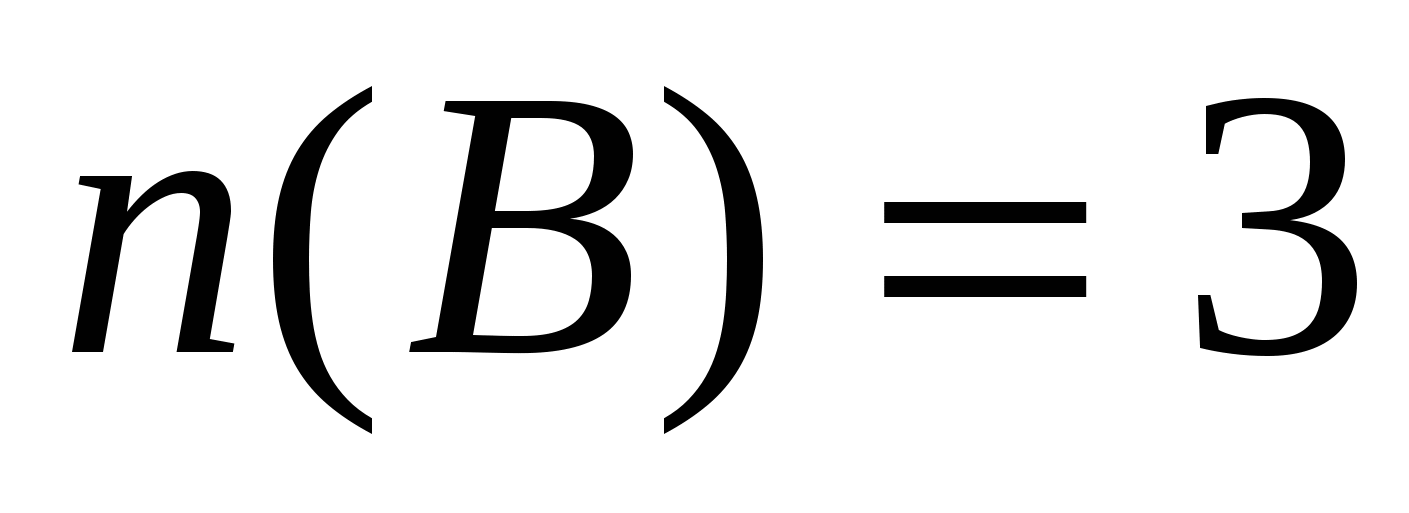 n(B) = 3